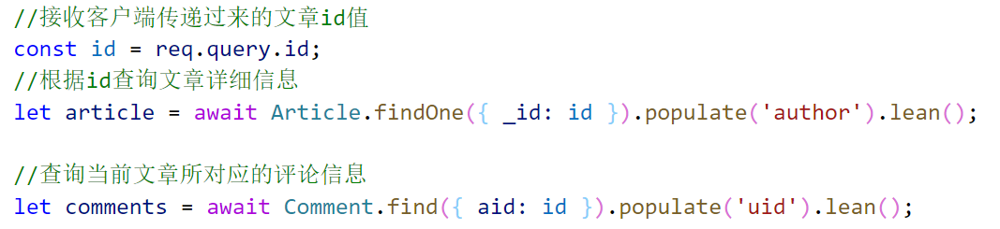 //接收客户端传递过来的文章id值
const id = req.query.id;
//根据id查询文章详细信息
let article = await Article.findOne({ _id: id }).populate('author').lean();
//查询当前文章所对应的评论信息
let comments = await Comment.find({ aid: id }).populate('uid').lean();